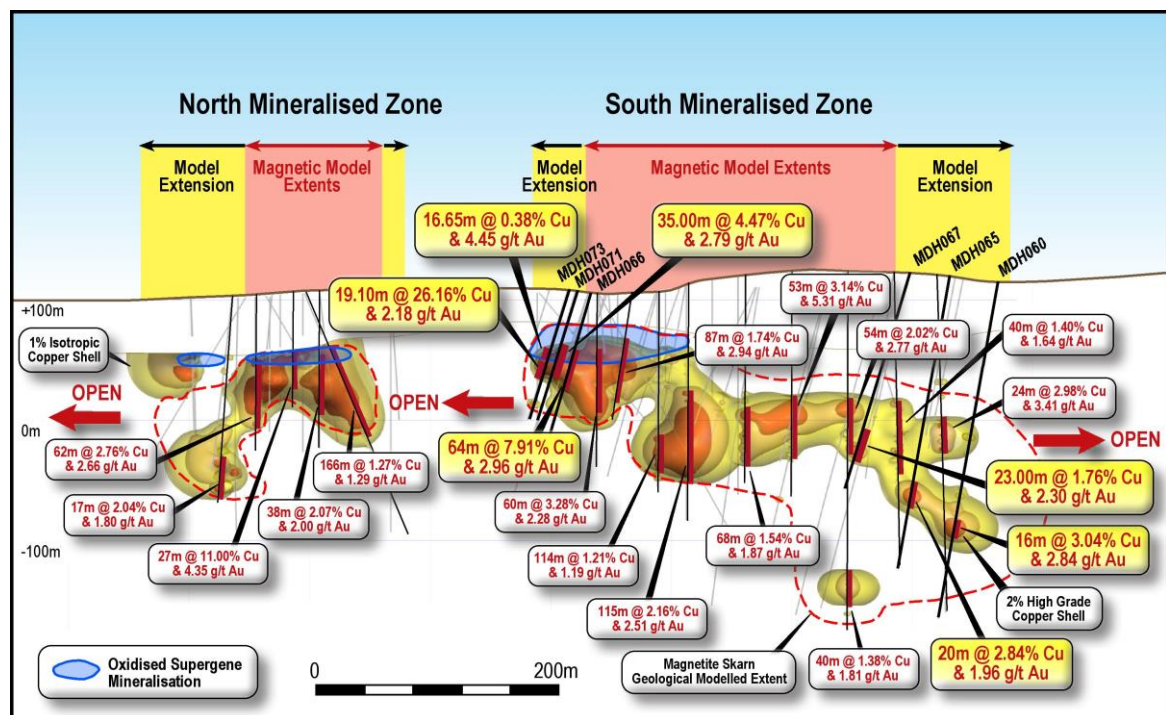 North Mineralised Zone
South Mineralised Zone
Model
Extension
Magnetic Model
Extents
Model
Extension
Magnetic Model Extents
Model
Extension
16.65m @ 0.38% Cu
& 4.45 g/t Au
35.00m @ 4.47% Cu
& 2.79 g/t Au
MDH073
MDH071
MDH066
MDH067
MDH065
MDH060
19.10m @ 26.16% Cu
& 2.18 g/t Au
53m @ 3.14% Cu
& 5.31 g/t Au
+100m
1% Isotropic
Copper Shell
87m @ 1.74% Cu
& 2.94 g/t Au
54m @ 2.02% Cu
& 2.77 g/t Au
40m @ 1.40% Cu
& 1.64 g/t Au
OPEN
OPEN
24m @ 2.98% Cu
& 3.41 g/t Au
OPEN
0m
62m @ 2.76% Cu
& 2.66 g/t Au
166m @ 1.27% Cu
& 1.29 g/t Au
64m @ 7.91% Cu
& 2.96 g/t Au
23.00m @ 1.76% Cu
& 2.30 g/t Au
17m @ 2.04% Cu
& 1.80 g/t Au
38m @ 2.07% Cu
& 2.00 g/t Au
60m @ 3.28% Cu
& 2.28 g/t Au
68m @ 1.54% Cu
& 1.87 g/t Au
16m @ 3.04% Cu
& 2.84 g/t Au
-100m
27m @ 11.00% Cu
& 4.35 g/t Au
114m @ 1.21% Cu
& 1.19 g/t Au
2% High Grade
Copper Shell
115m @ 2.16% Cu
& 2.51 g/t Au
20m @ 2.84% Cu
& 1.96 g/t Au
Oxidised Supergene
Mineralisation
0
200m
Magnetite Skarn
Geological Modelled Extent
40m @ 1.38% Cu
& 1.81 g/t Au